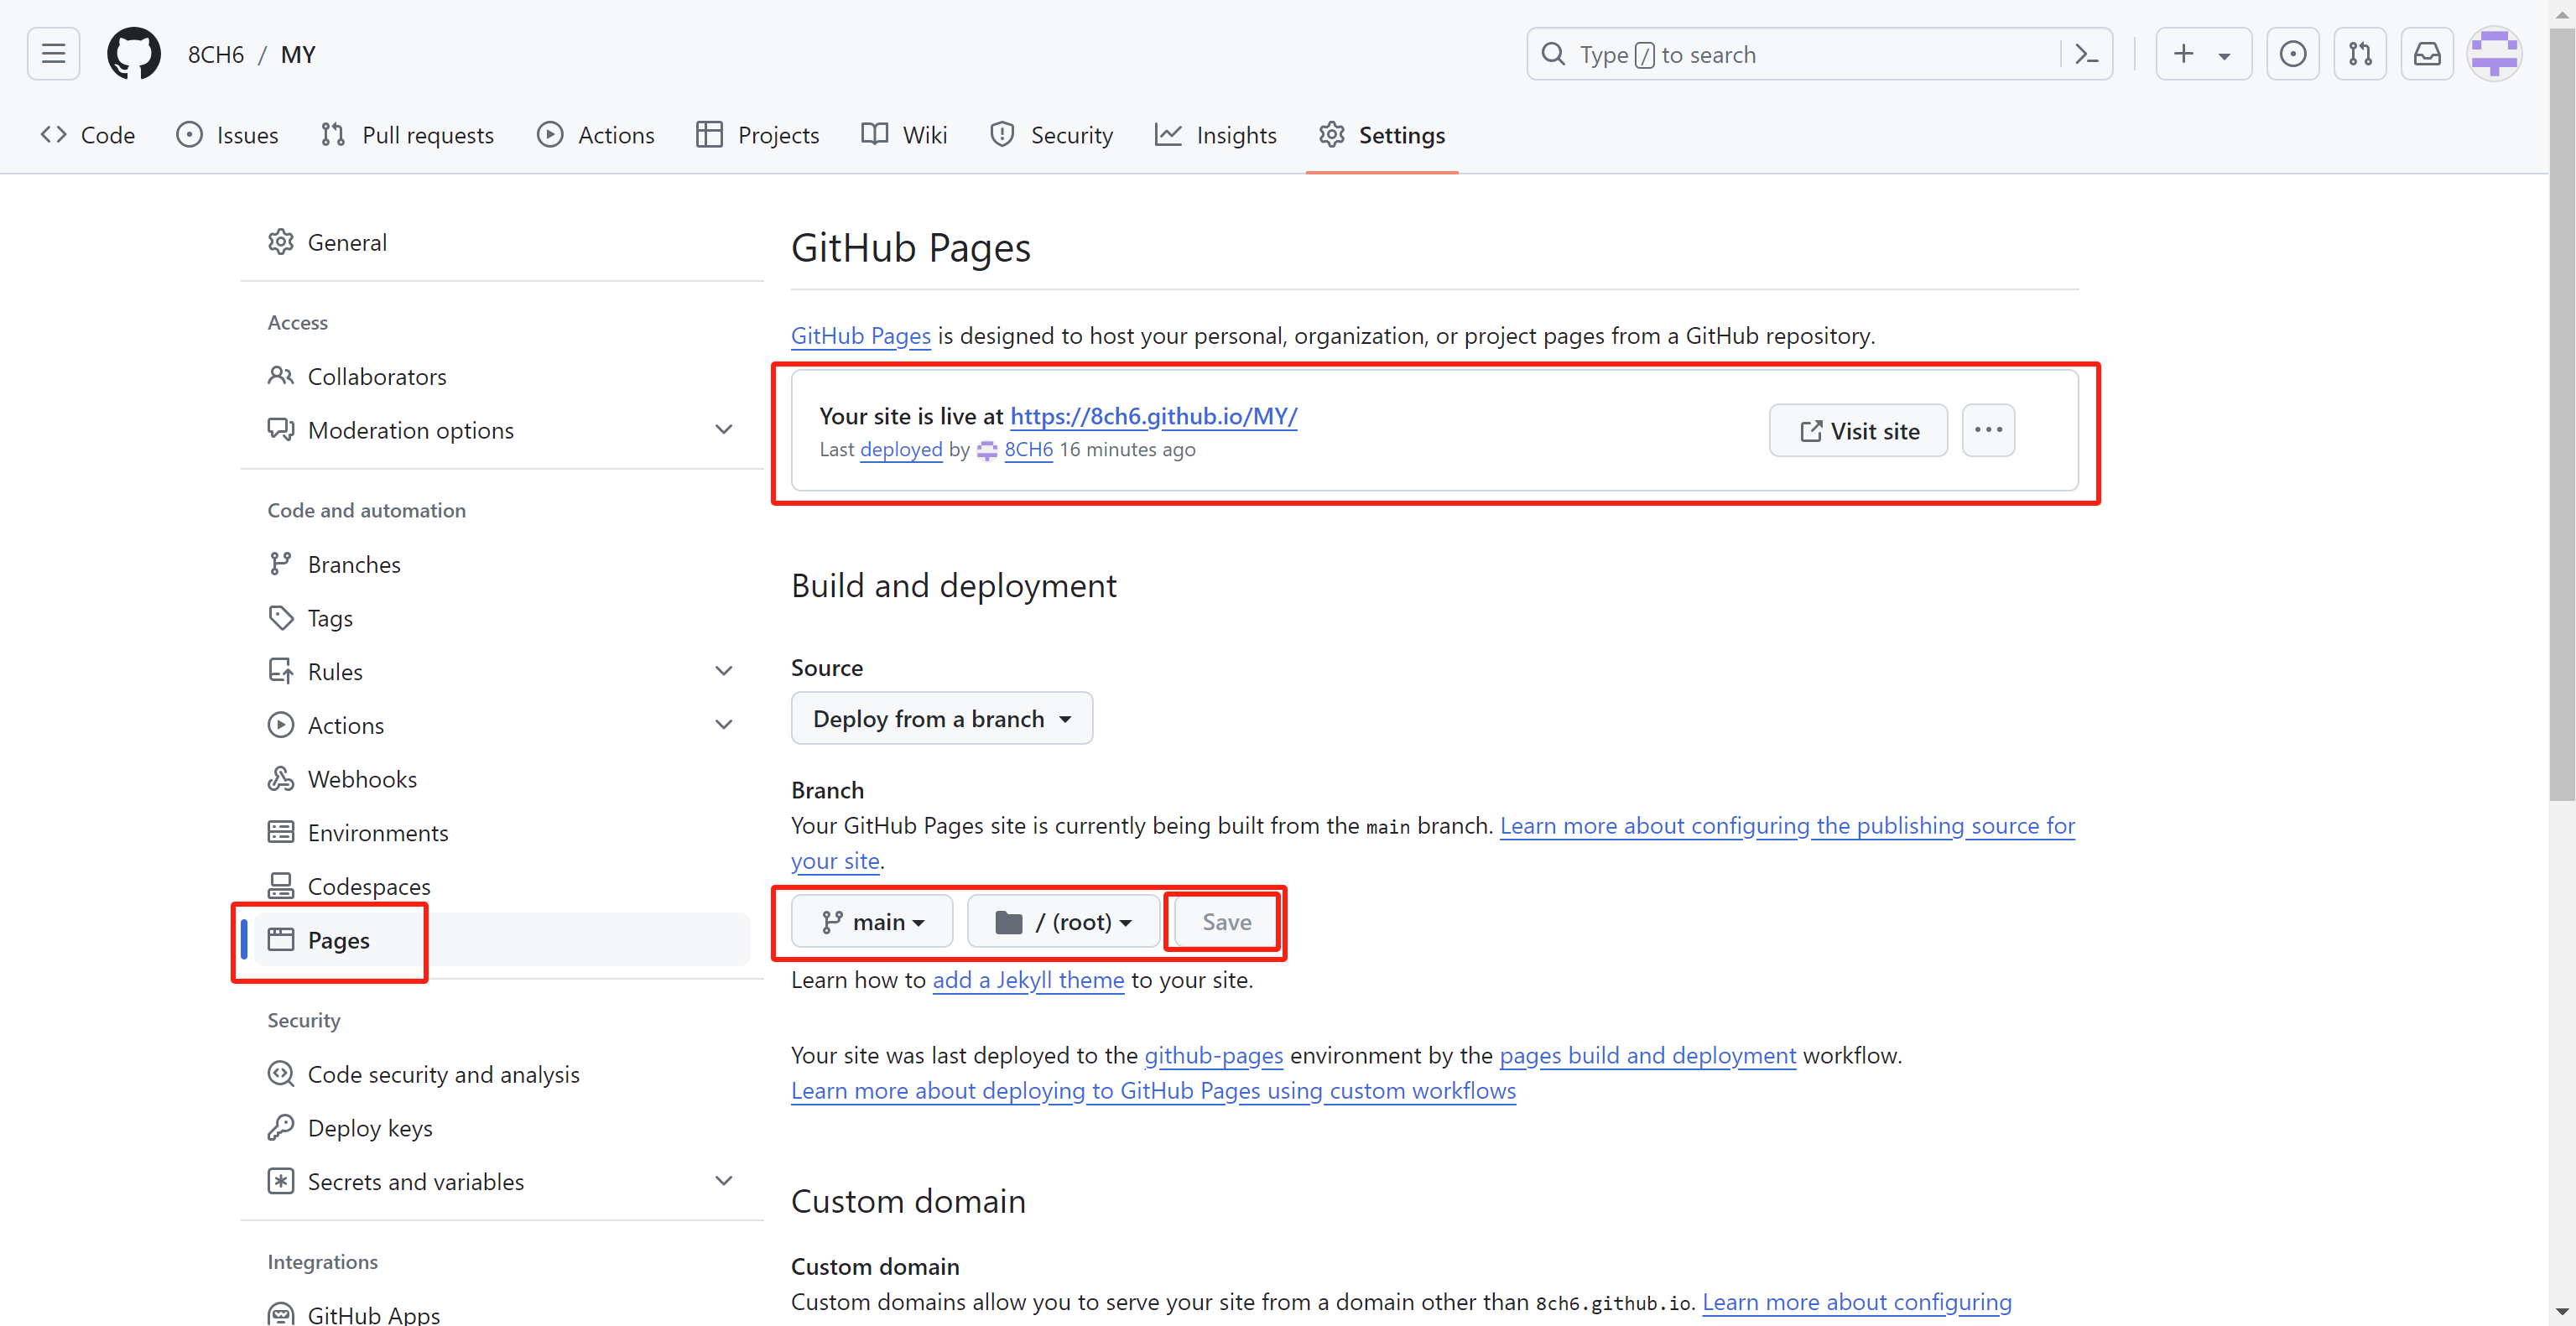 8CH6 / MY
Type / to search
Code
Issues
Pull requests
Actions
Projects
Wiki
Security
Insights
Settings
General
Access
Collaborators
Moderation options
Code and automation
Branches
Tags
Rules
Actions
Webhooks
Environments
Codespaces
Pages
Security
Code security and analysis
Deploy keys
Secrets and variables
Integrations
GitHub Apps
GitHub Pages
GitHub Pages is designed to host your personal, organization, or project pages from a GitHub repository.
Your site is live at https://8ch6.github.io/MY/
Last deployed by 8CH6 16 minutes ago
Visit site
Build and deployment
Source
Deploy from a branch
Branch
Your GitHub Pages site is currently being built from the main branch. Learn more about configuring the publishing source for
your site.
main
/ (root)
Save
Learn how to add a Jekyll theme to your site.
Your site was last deployed to the github-pages environment by the pages build and deployment workflow.
Learn more about deploying to GitHub Pages using custom workflows
Custom domain
Custom domain
Custom domains allow you to serve your site from a domain other than 8ch6.github.io. Learn more about configuring